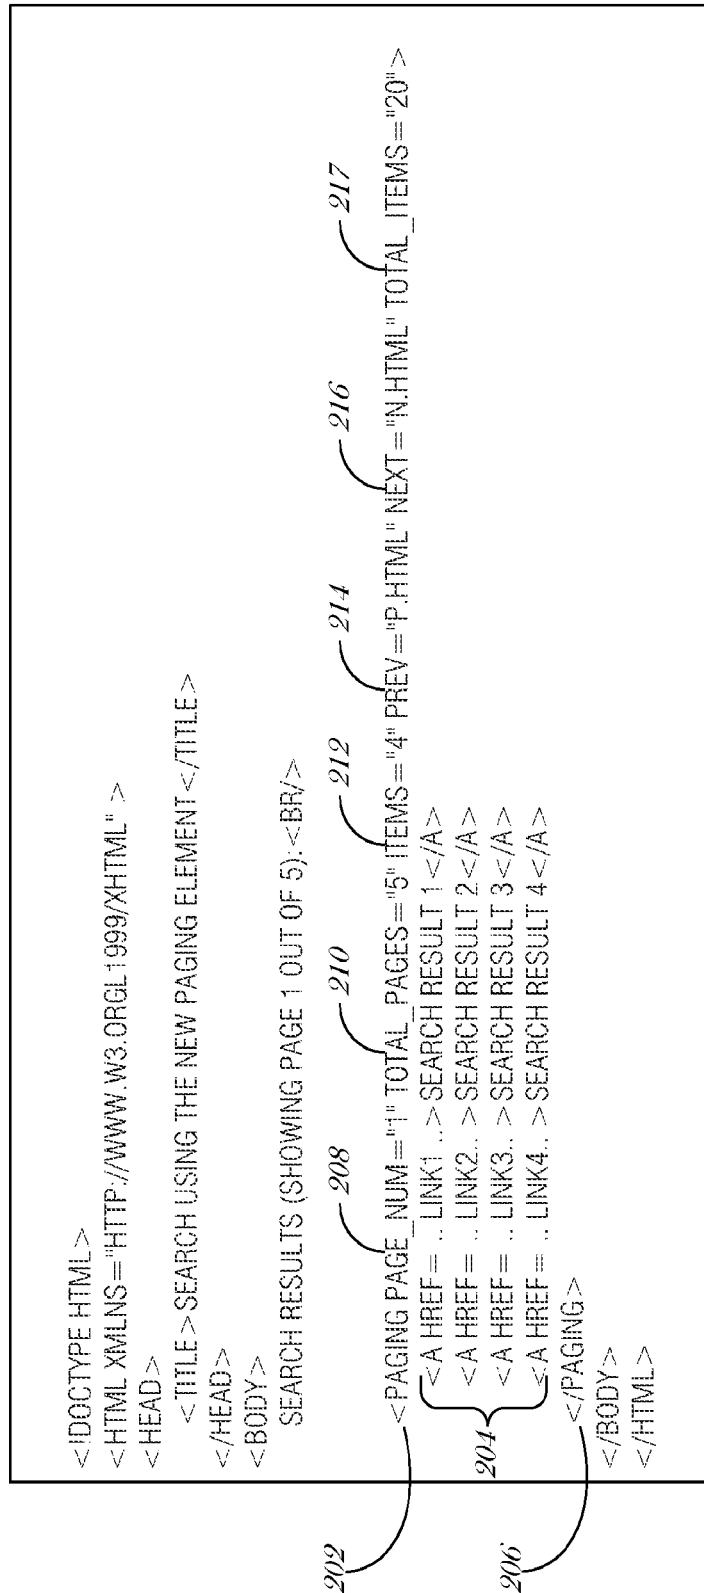 <!DOCTYPE HTML>
<HTML XMLNS="HTTP://WWW.W3.ORGL1999/XHTML" >
<HEAD>
<TITLE>SEARCH USING THE NEW PAGING ELEMENT</TITLE>
</HEAD>
<BODY>
SEARCH RESULTS (SHOWING PAGE 1 OUT OF 5):<BR/>
208 210 212 214 216 217
202
<PAGING PAGE_NUM="1" TOTAL_PAGES="5" ITEMS="4" PREV="P.HTML" NEXT="N.HTML" TOTAL_ITEMS="20">
<A HREF=.. LINK1 ..>SEARCH RESULT 1</A>
<A HREF=.. LINK2..>SEARCH RESULT 2</A>
<A HREF=.. LINK3..>SEARCH RESULT 3</A>
<A HREF=.. LINK4..>SEARCH RESULT 4</A>
204
</PAGING>
206
</BODY>
</HTML>